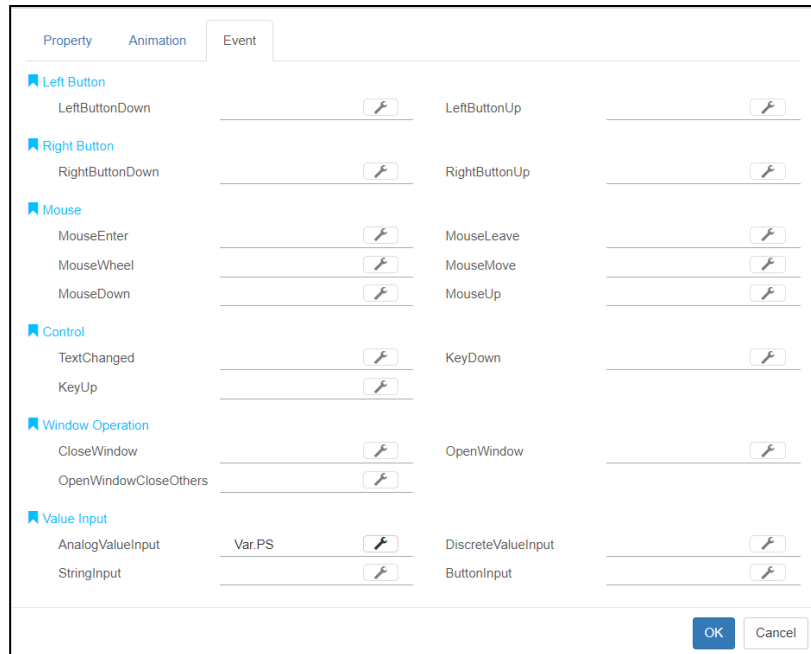 Property Animation Event
Left Button
LeftButtonDown LeftButtonUp
Right Button
RightButtonDown RightButtonUp
Mouse
MouseEnter MouseLeave
MouseWheel MouseMove
MouseDown MouseUp
Control
TextChanged KeyDown
KeyUp
Window Operation
CloseWindow OpenWindow
OpenWindowCloseOthers
Value Input
AnalogValueInput Var.PS DiscreteValueInput
StringInput ButtonInput
OK Cancel